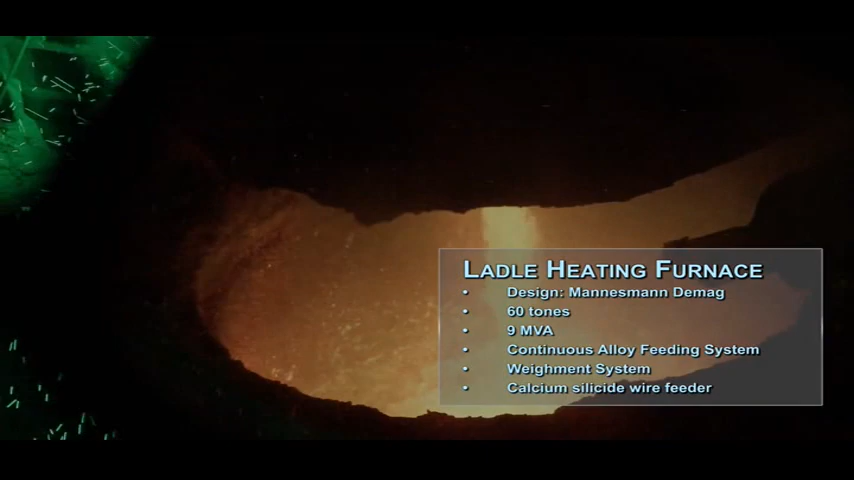 LADLE HEATING FURNACE
• Design: Mannesmann Demag
• 60 tones
• 9 MVA
• Continuous Alloy Feeding System
• Weighment System
• Calcium silicide wire feeder